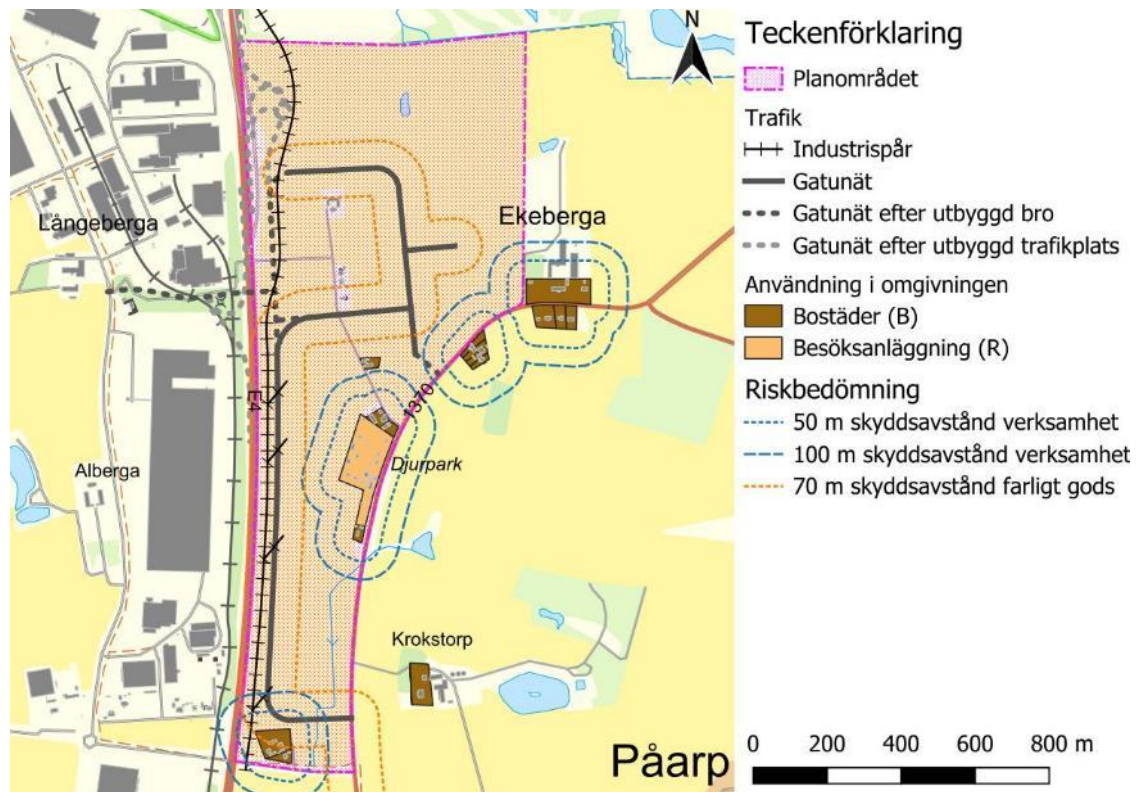 N
Långeberga
Ekeberga
E4
1370
Djurpark
Alberga
Krokstorp
Påarp
Teckenförklaring
Planområdet
Trafik
Industrispår
Gatunät
Gatunät efter utbyggd bro
Gatunät efter utbyggd trafikplats
Användning i omgivningen
Bostäder (B)
Besöksanläggning (R)
Riskbedömning
50 m skyddsavstånd verksamhet
100 m skyddsavstånd verksamhet
70 m skyddsavstånd farligt gods
0 200 400 600 800 m